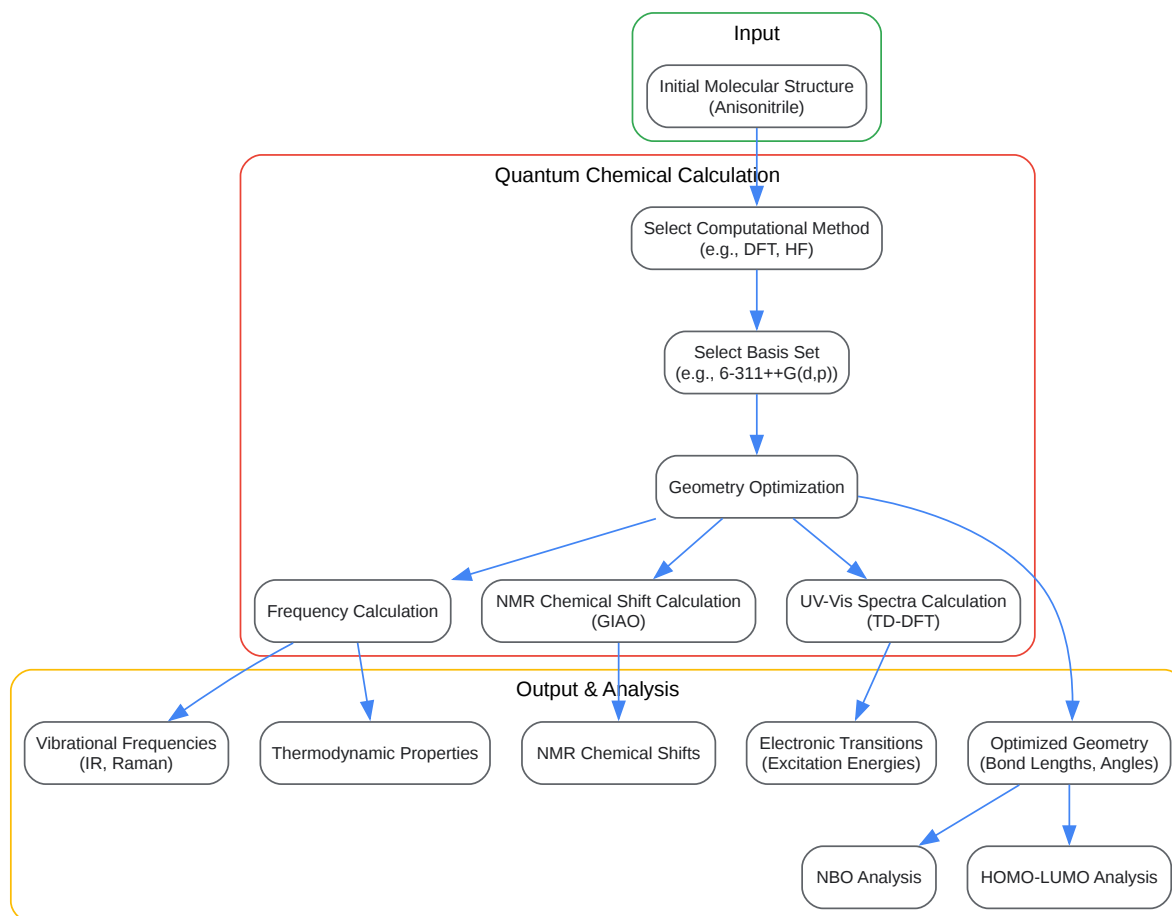 Input
Initial Molecular Structure
(Anisonitrile)
Quantum Chemical Calculation
Select Computational Method
(e.g., DFT, HF)
Select Basis Set
(e.g., 6-311++G(d,p))
Geometry Optimization
Frequency Calculation
NMR Chemical Shift Calculation
(GIAO)
UV-Vis Spectra Calculation
(TD-DFT)
Output & Analysis
Vibrational Frequencies
(IR, Raman)
Thermodynamic Properties
NMR Chemical Shifts
Electronic Transitions
(Excitation Energies)
Optimized Geometry
(Bond Lengths, Angles)
NBO Analysis
HOMO-LUMO Analysis